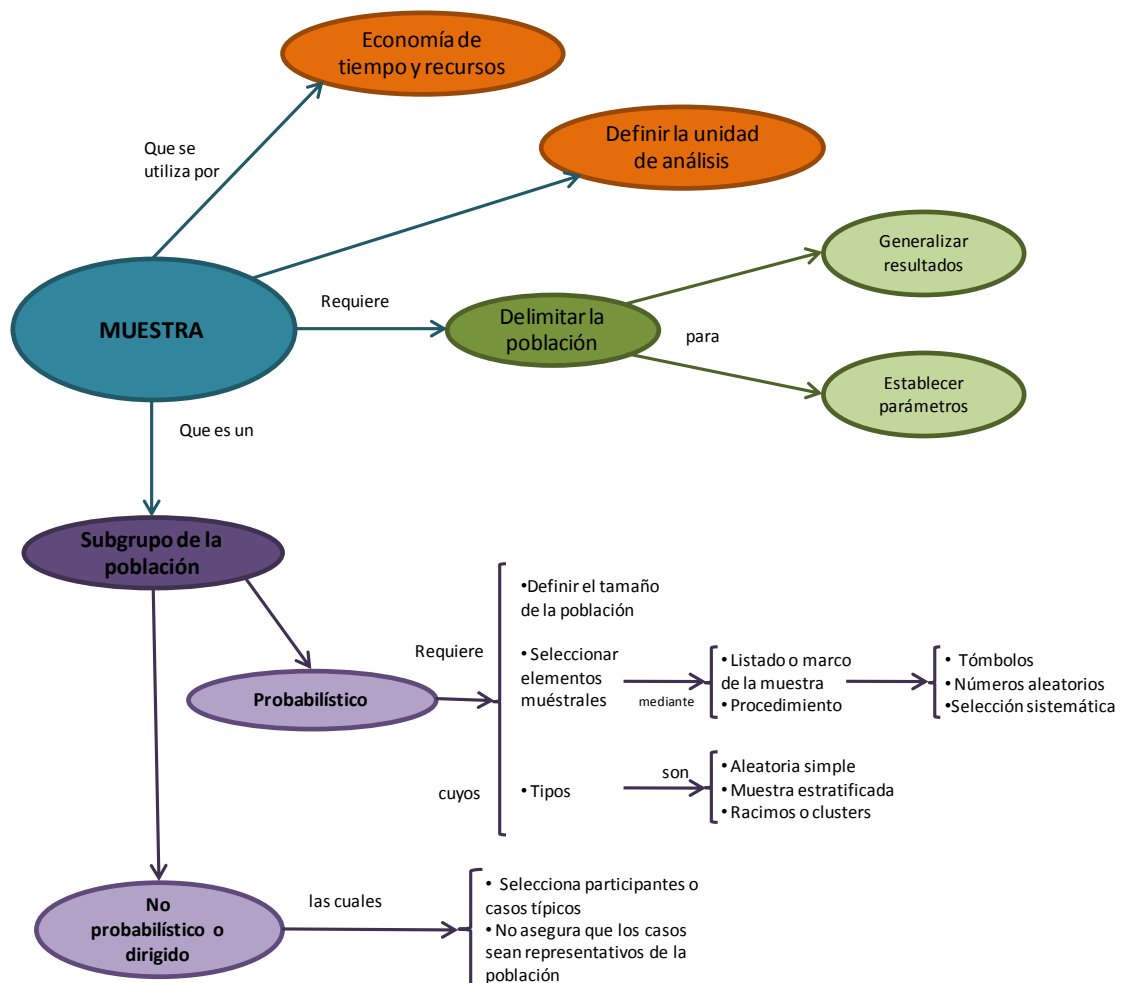 Economía de
tiempo y recursos
Que se
utiliza por
Definir la unidad
de análisis
Generalizar
resultados
Requiere
MUESTRA
Delimitar la
población
para
Establecer
parámetros
Que es un
Subgrupo de la
población
•Definir el tamaño
de la población
Requiere
• Seleccionar
elementos
muéstrales
mediante
• Listado o marco
de la muestra
• Procedimiento
• Tómbolos
• Números aleatorios
•Selección sistemática
Probabilístico
cuyos
• Tipos
son
• Aleatoria simple
• Muestra estratificada
• Racimos o clusters
No
probabilístico o
dirigido
las cuales
• Selecciona participantes o
casos típicos
• No asegura que los casos
sean representativos de la
población